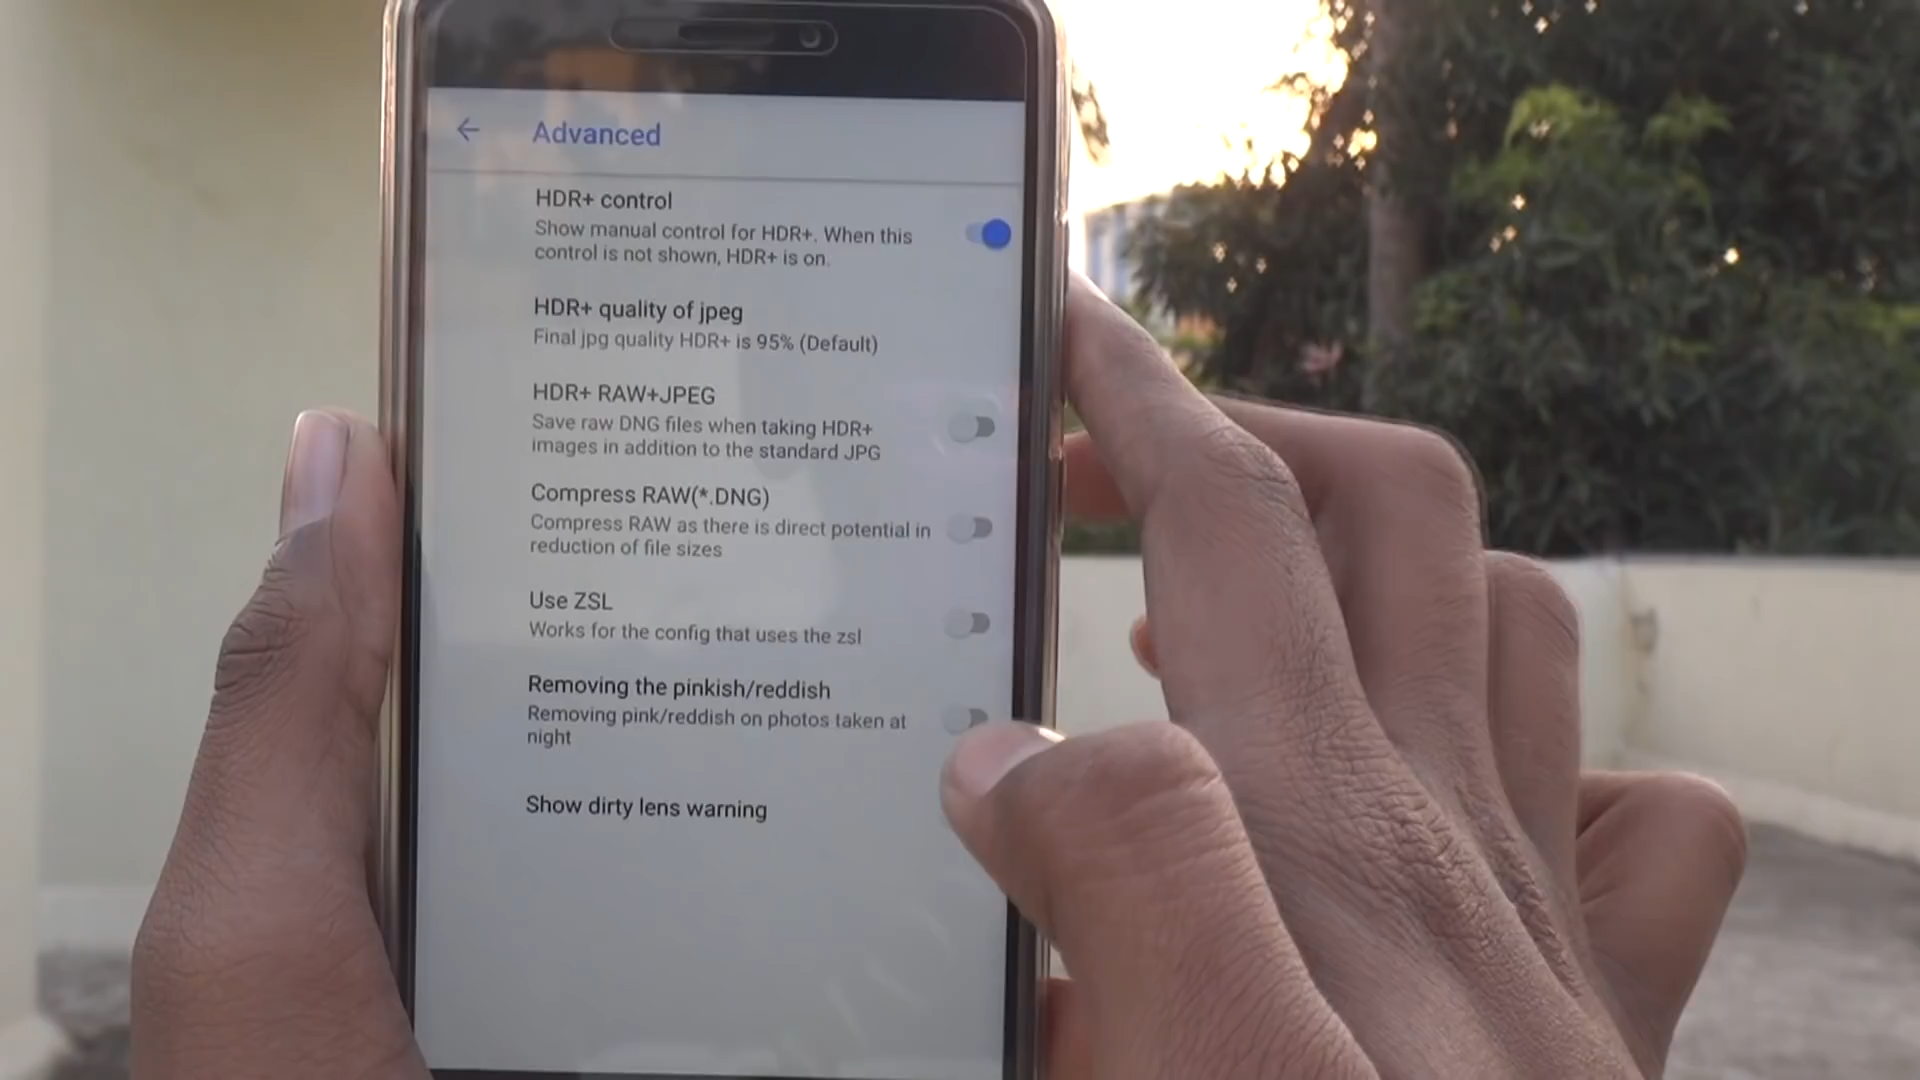 Advanced
HDR+ control
Show manual control for HDR+. When this
control is not shown, HDR+ is on.
HDR+ quality of jpeg
Final jpg quality HDR+ is 95% (Default)
HDR+ RAW+JPEG
Save raw DNG files when taking HDR+
images in addition to the standard JPG
Compress RAW(*.DNG)
Compress RAW as there is direct potential in
reduction of file sizes
Use ZSL
Works for the config that uses the zsl
Removing the pinkish/reddish
Removing pink/reddish on photos taken at
night
Show dirty lens warning